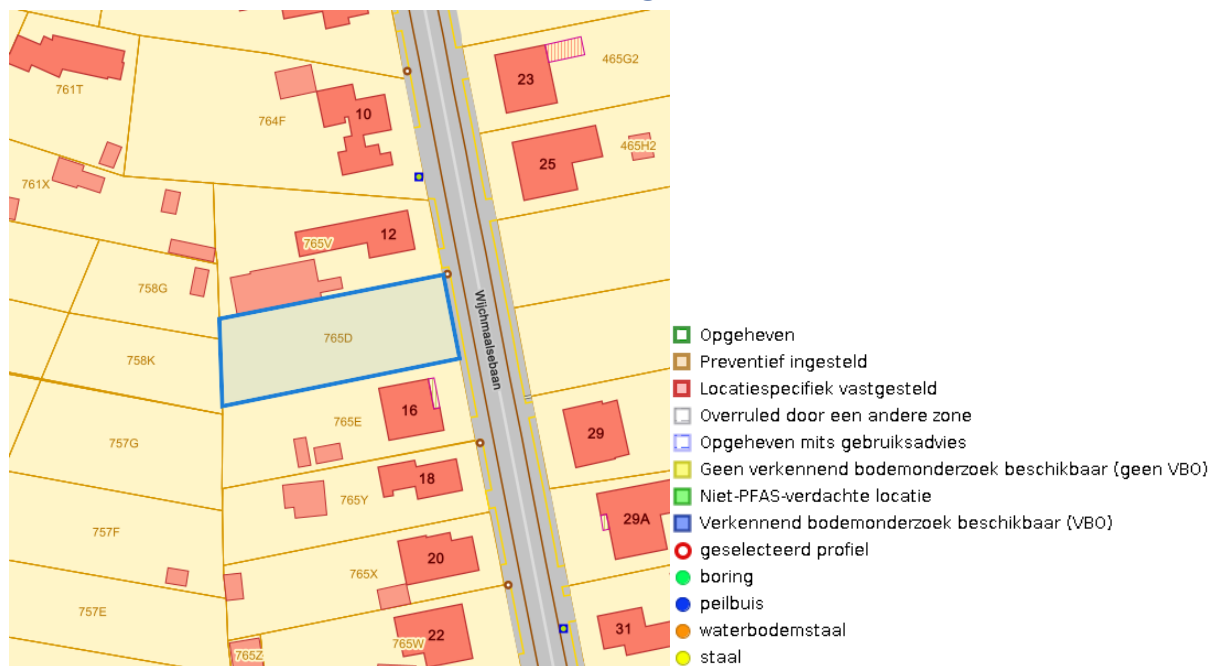 23
465G2
761T
764F
10
25
465H2
761X
12
765V
758G
765D
Wijchmaalsebaan
758K
16
765E
29
757G
18
765Y
29A
757F
20
765X
757E
22
765W
31
765Z
Opgeheven
Preventief ingesteld
Locatiespecifiek vastgesteld
Overruled door een andere zone
Opgeheven mits gebruiksadvies
Geen verkennend bodemonderzoek beschikbaar (geen VBO)
Niet-PFAS-verdachte locatie
Verkennend bodemonderzoek beschikbaar (VBO)
geselecteerd profiel
boring
peilbuis
waterbodemstaal
staal